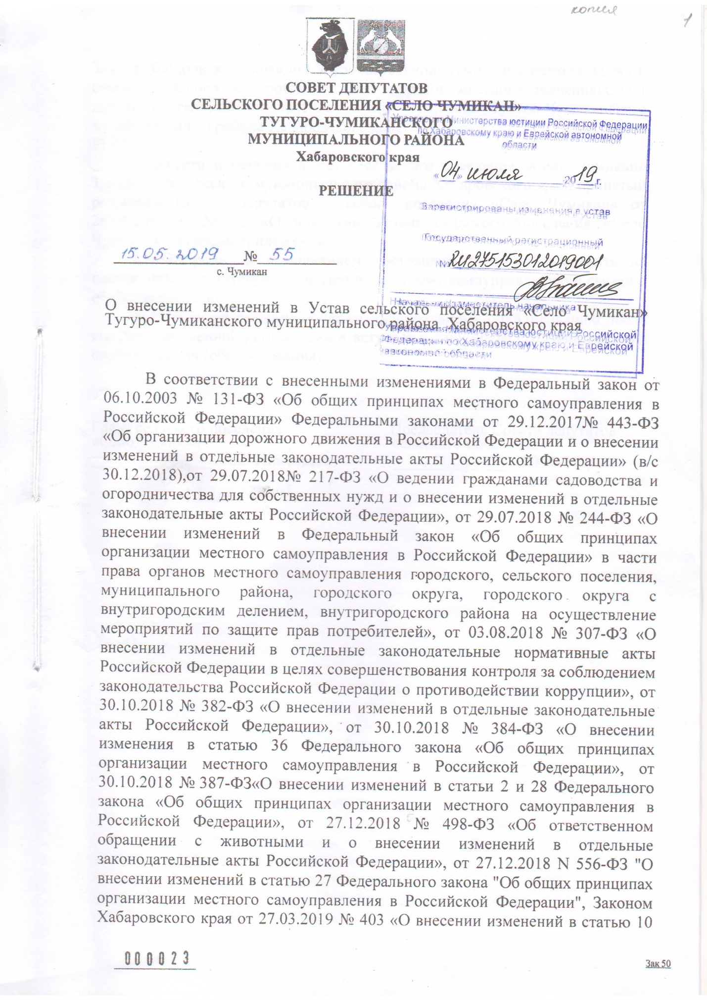 копия
1
СОВЕТ ДЕПУТАТОВ
СЕЛЬСКОГО ПОСЕЛЕНИЯ «СЕЛО ЧУМИКАН»
ТУГУРО-ЧУМИКАНСКОГО
МУНИЦИПАЛЬНОГО РАЙОНА
Хабаровского края
РЕШЕНИЕ
15.05.2019 № 55
с. Чумикан
Управление Министерства юстиции Российской Федерации
по Хабаровскому краю и Еврейской автономной
области
«04» июля 2019 г.
Зарегистрированы изменения в устав
Государственный регистрационный
№ RU275153012019001
Начальник/заместитель начальника
Управления Министерства юстиции Российской
Федерации по Хабаровскому краю и Еврейской
автономной области
О внесении изменений в Устав сельского поселения «Село Чумикан»
Тугуро-Чумиканского муниципального района Хабаровского края
В соответствии с внесенными изменениями в Федеральный закон от
06.10.2003 № 131-ФЗ «Об общих принципах местного самоуправления в
Российской Федерации» Федеральными законами от 29.12.2017№ 443-ФЗ
«Об организации дорожного движения в Российской Федерации и о внесении
изменений в отдельные законодательные акты Российской Федерации» (в/с
30.12.2018),от 29.07.2018№ 217-ФЗ «О ведении гражданами садоводства и
огородничества для собственных нужд и о внесении изменений в отдельные
законодательные акты Российской Федерации», от 29.07.2018 № 244-ФЗ «О
внесении изменений в Федеральный закон «Об общих принципах
организации местного самоуправления в Российской Федерации» в части
права органов местного самоуправления городского, сельского поселения,
муниципального района, городского округа, городского округа с
внутригородским делением, внутригородского района на осуществление
мероприятий по защите прав потребителей», от 03.08.2018 № 307-ФЗ «О
внесении изменений в отдельные законодательные нормативные акты
Российской Федерации в целях совершенствования контроля за соблюдением
законодательства Российской Федерации о противодействии коррупции», от
30.10.2018 № 382-ФЗ «О внесении изменений в отдельные законодательные
акты Российской Федерации», от 30.10.2018 № 384-ФЗ «О внесении
изменения в статью 36 Федерального закона «Об общих принципах
организации местного самоуправления в Российской Федерации», от
30.10.2018 № 387-ФЗ«О внесении изменений в статьи 2 и 28 Федерального
закона «Об общих принципах организации местного самоуправления в
Российской Федерации», от 27.12.2018 № 498-ФЗ «Об ответственном
обращении с животными и о внесении изменений в отдельные
законодательные акты Российской Федерации», от 27.12.2018 N 556-ФЗ "О
внесении изменений в статью 27 Федерального закона "Об общих принципах
организации местного самоуправления в Российской Федерации", Законом
Хабаровского края от 27.03.2019 № 403 «О внесении изменений в статью 10
000023
Зак 50